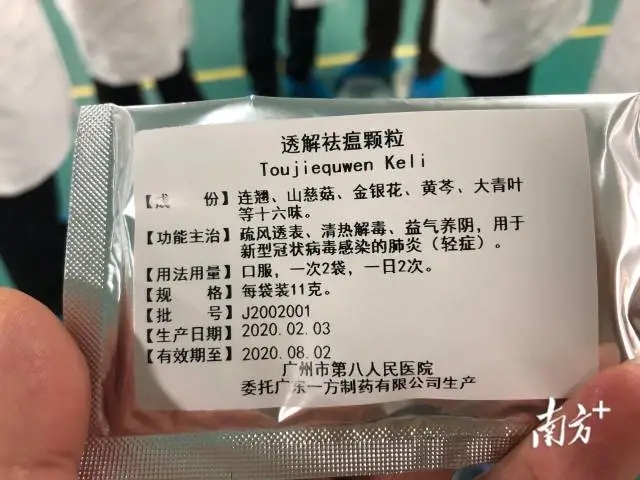 透解祛瘟颗粒
Toujiequwen Keli
【成　份】连翘、山慈菇、金银花、黄芩、大青叶
等十六味。
【功能主治】疏风透表、清热解毒、益气养阴，用于
新型冠状病毒感染的肺炎（轻症）。
【用法用量】口服，一次2袋，一日2次。
【规　格】每袋装11克。
【批　号】J2002001
【生产日期】2020.02.03
【有效期至】2020.08.02
广州市第八人民医院
委托广东一方制药有限公司生产
南方+